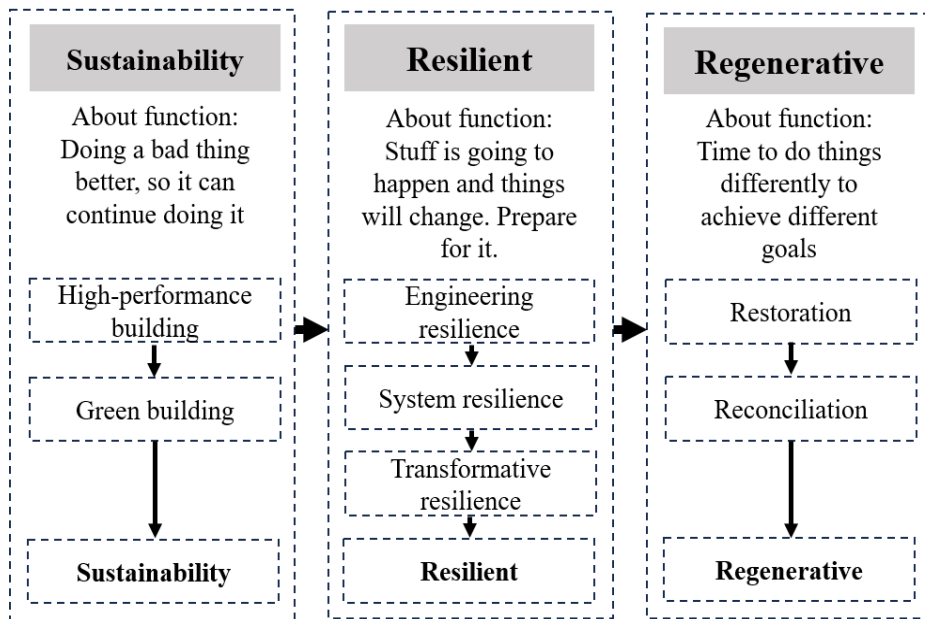 Sustainability
About function:
Doing a bad thing
better, so it can
continue doing it
High-performance
building
Green building
Sustainability
Resilient
About function:
Stuff is going to
happen and things
will change. Prepare
for it.
Engineering
resilience
System resilience
Transformative
resilience
Resilient
Regenerative
About function:
Time to do things
differently to
achieve different
goals
Restoration
Reconciliation
Regenerative